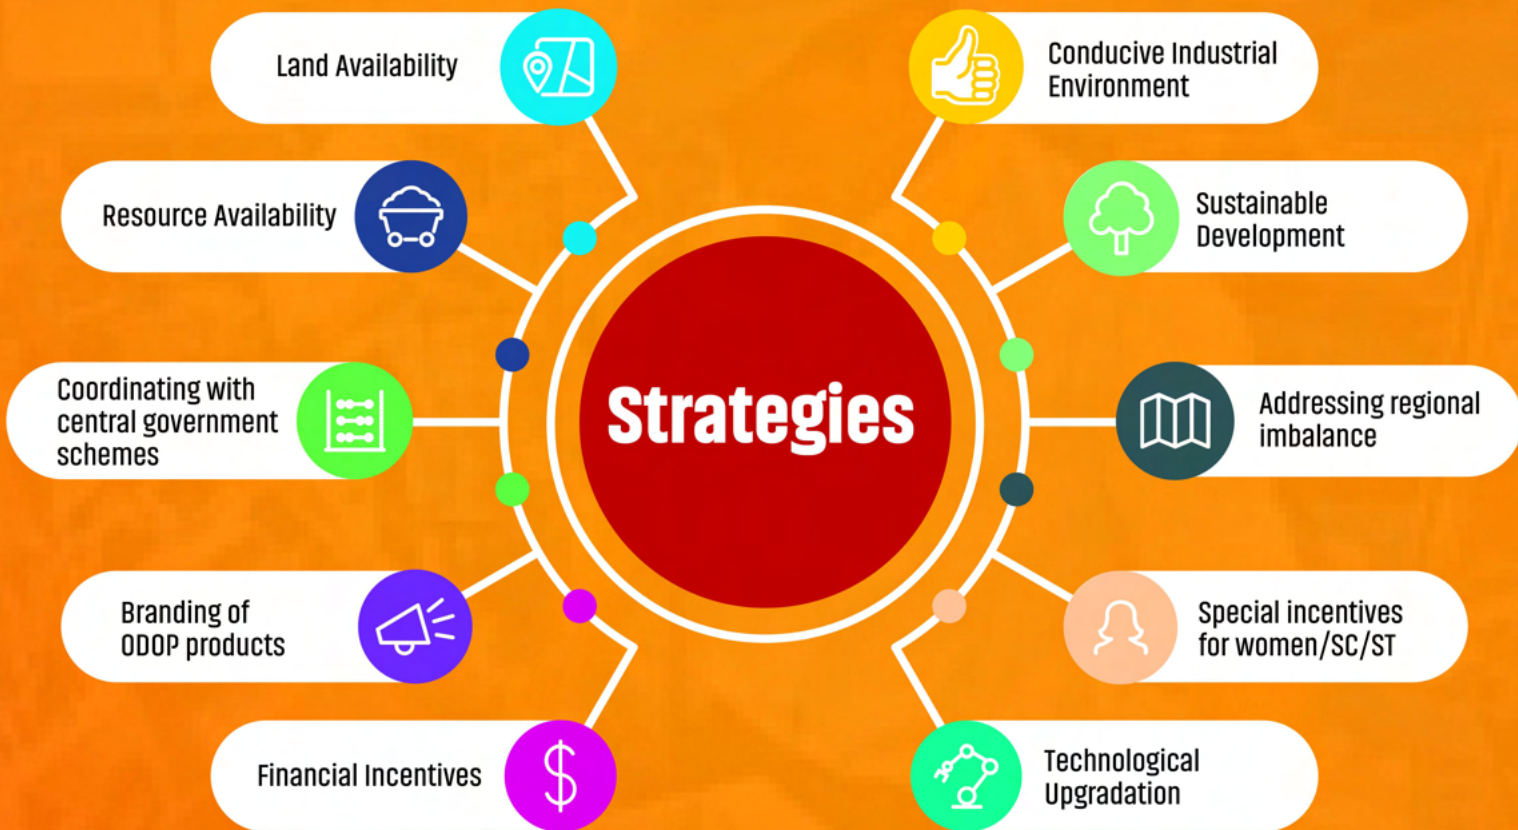 Land Availability
Resource Availability
Coordinating with
central government
schemes
Branding of
ODOP products
Financial Incentives
Strategies
Conducive Industrial
Environment
Sustainable
Development
Addressing regional
imbalance
Special incentives
for women/SC/ST
Technological
Upgradation